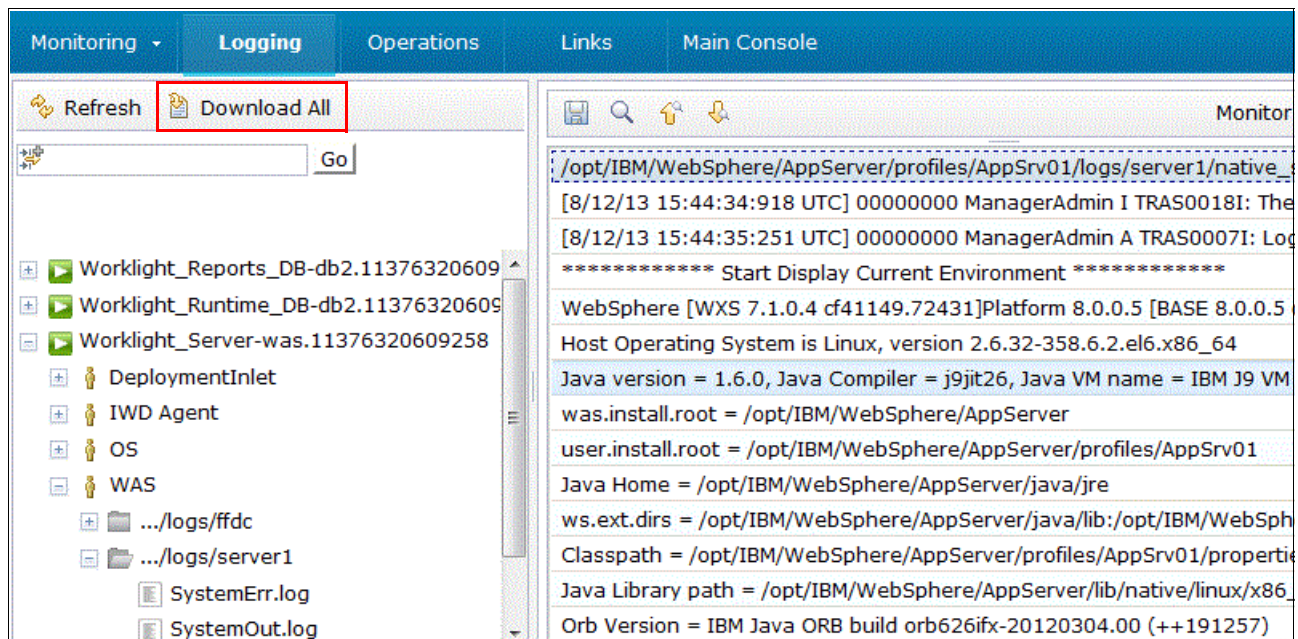 Monitoring Logging Operations Links Main Console
Refresh Download All
Go
Worklight_Reports_DB-db2.11376320609
Worklight_Runtime_DB-db2.11376320609
Worklight_Server-was.11376320609258
DeploymentInlet
IWD Agent
OS
WAS
.../logs/ffdc
.../logs/server1
SystemErr.log
SystemOut.log
Monitor
/opt/IBM/WebSphere/AppServer/profiles/AppSrv01/logs/server1/native_
[8/12/13 15:44:34:918 UTC] 00000000 ManagerAdmin I TRAS0018I: The
[8/12/13 15:44:35:251 UTC] 00000000 ManagerAdmin A TRAS0007I: Log
************ Start Display Current Environment ************
WebSphere [WXS 7.1.0.4 cf41149.72431]Platform 8.0.0.5 [BASE 8.0.0.5
Host Operating System is Linux, version 2.6.32-358.6.2.el6.x86_64
Java version = 1.6.0, Java Compiler = j9jit26, Java VM name = IBM J9 VM
was.install.root = /opt/IBM/WebSphere/AppServer
user.install.root = /opt/IBM/WebSphere/AppServer/profiles/AppSrv01
Java Home = /opt/IBM/WebSphere/AppServer/java/jre
ws.ext.dirs = /opt/IBM/WebSphere/AppServer/java/lib:/opt/IBM/WebSph
Classpath = /opt/IBM/WebSphere/AppServer/profiles/AppSrv01/properti
Java Library path = /opt/IBM/WebSphere/AppServer/lib/native/linux/x86_
Orb Version = IBM Java ORB build orb626ifx-20120304.00 (++191257)